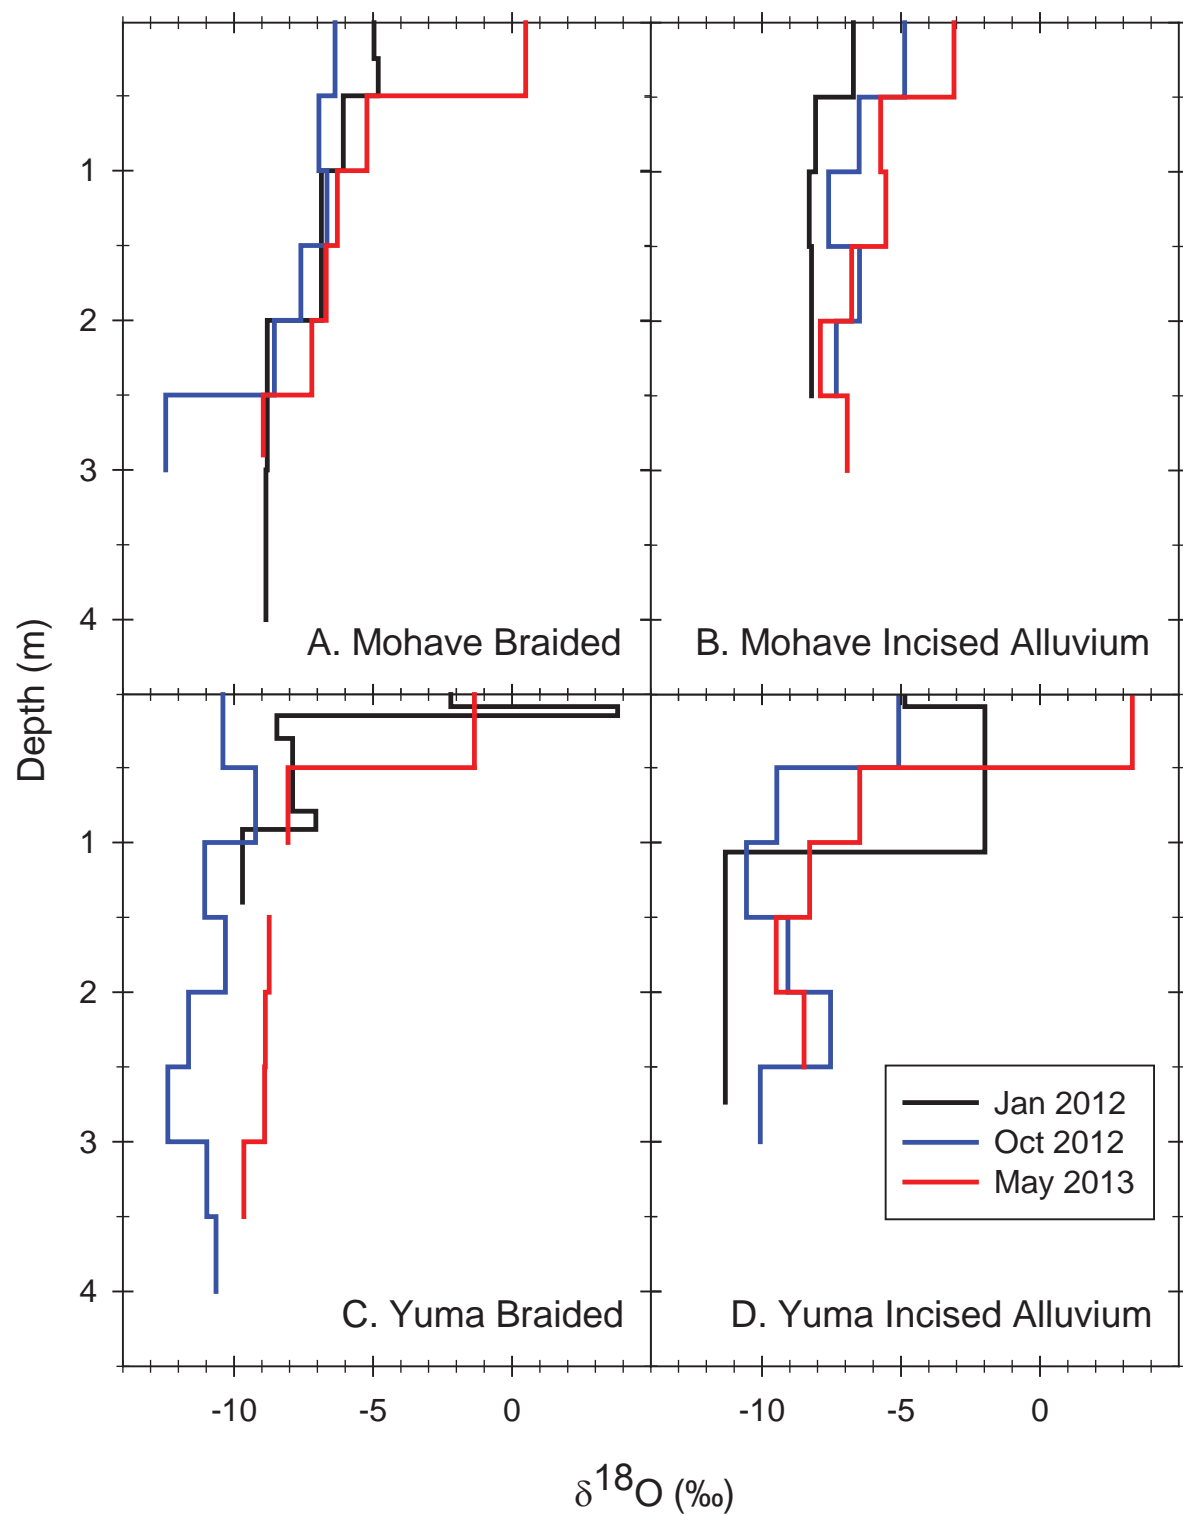 1
2
3
4
A. Mohave Braided
B. Mohave Incised Alluvium
Depth (m)
1
2
3
4
Jan 2012
Oct 2012
May 2013
C. Yuma Braided
D. Yuma Incised Alluvium
-10 -5 0 -10 -5 0
δ18O (‰)